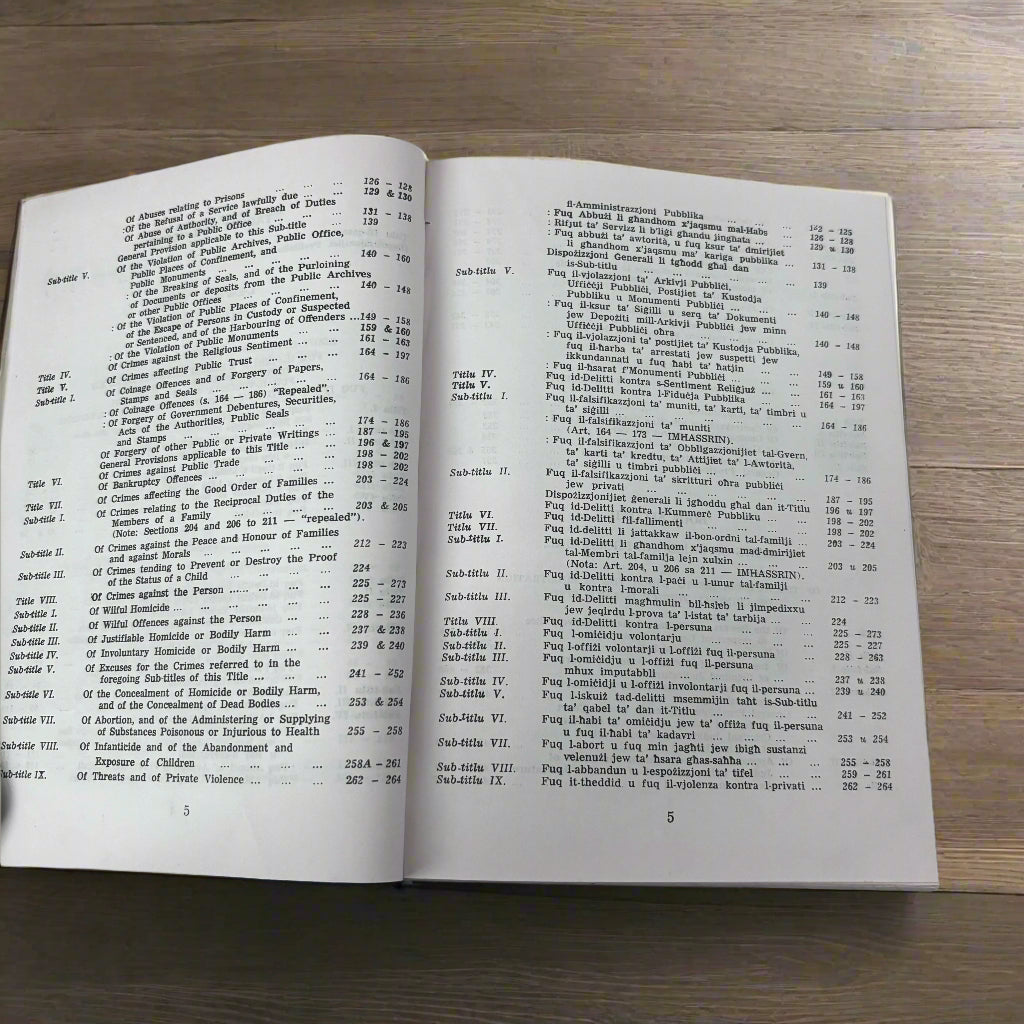 Of Abuses relating to Prisons ... ... ... 126 — 128
:Of the Refusal of a Service lawfully due ... ... 129 & 130
Of Abuse of Authority, and of Breach of Duties
pertaining to a Public Office ... ... ... 131 — 138
General Provision applicable to this Sub-title 139
Sub-title V. Of the Violation of Public Archives, Public Office,
Public Places of Confinement, and
Public Monuments ... ... ... ... ... 140 — 160
: Of the Breaking of Seals, and of the Purloining
of Documents or deposits from the Public Archives
or other Public Offices ... ... ... ... 140 — 148
: Of the Violation of Public Places of Confinement,
of the Escape of Persons in Custody or Suspected
or Sentenced, and of the Harbouring of Offenders ... 149 — 158
: Of the Violation of Public Monuments ... ... 159 & 160
Title IV. Of Crimes against the Religious Sentiment ... ... 161 — 163
Title V. Of Crimes affecting Public Trust ... ... ... 164 — 197
Sub-title I. Of Coinage Offences and of Forgery of Papers,
Stamps and Seals ... ... ... ... ... 164 — 186
: Of Coinage Offences (s. 164 — 186) "Repealed".
: Of Forgery of Government Debentures, Securities,
Acts of the Authorities, Public Seals
and Stamps ... ... ... ... ... 174 — 186
Of Forgery of other Public or Private Writings ... ... 187 — 195
General Provisions applicable to this Title ... ... 196 & 197
Title VI. Of Crimes against Public Trade ... ... ... 198 — 202
Of Bankruptcy Offences ... ... ... ... 198 — 202
Title VII. Of Crimes affecting the Good Order of Families ... ... 203 — 224
Sub-title I. Of Crimes relating to the Reciprocal Duties of the
Members of a Family ... ... ... ... 203 & 205
(Note: Sections 204 and 206 to 211 — "repealed").
Sub-title II. Of Crimes against the Peace and Honour of Families
and against Morals ... ... ... ... ... 212 — 223
Sub-title III. Of Crimes tending to Prevent or Destroy the Proof
of the Status of a Child ... ... ... 224
Title VIII. Of Crimes against the Person ...... ... ... 225 — 273
Sub-title I. Of Wilful Homicide ... ... ... ... ... 225 — 227
Sub-title II. Of Wilful Offences against the Person ... ... 228 — 236
Sub-title III. Of Justifiable Homicide or Bodily Harm ... ... 237 & 238
Sub-title IV. Of Involuntary Homicide or Bodily Harm ... ... 239 & 240
Sub-title V. Of Excuses for the Crimes referred to in the
foregoing Sub-titles of this Title ... ... ... 241 — 252
Sub-title VI. Of the Concealment of Homicide or Bodily Harm,
and of the Concealment of Dead Bodies ... ... 253 & 254
Sub-title VII. Of Abortion, and of the Administering or Supplying
of Substances Poisonous or Injurious to Health 255 — 258
Sub-title VIII. Of Infanticide and of the Abandonment and
Exposure of Children ... ... ... ... 258A — 261
Sub-title IX. Of Threats and of Private Violence ... ... ... 262 — 264
5
fl-Amministrazzjoni Pubblika ... ...
: Fuq Abbużi li għandhom x'jaqsmu mal-Ħabs ... — 125
: Rifjut ta' Servizz li b'liġi għandu jingħata ... ... 126 — 128
: Fuq abbużi ta' awtorità, u fuq ksur ta' dmirijiet 129 u 130
li għandhom x'jaqsmu ma' kariga pubblika ...
Dispożizzjoni Ġenerali li tgħodd għal dan 131 — 138
is-Sub-titlu ... ... ... ... ... 139
Sub-titlu V. Fuq il-vjolazzjoni ta' Arkivji Pubbliċi,
Uffiċċji Pubbliċi, Postijiet ta' Kustodja
Pubbliku u Monumenti Pubbliċi ... ...
: Fuq il-ksur ta' Siġilli u serq ta' Dokumenti 140 — 148
jew Depożiti mill-Arkivji Pubbliċi jew minn
Uffiċċji Pubbliċi oħra ... ... ... ...
: Fuq il-vjolazzjoni ta' postijiet ta' Kustodja Pubblika, 140 — 148
fuq il-ħarba ta' arrestati jew suspetti jew
ikkundannati u fuq ħabi ta' ħatjin ... ...
: Fuq il-ħsarat f'Monumenti Pubbliċi ... ... 149 — 158
Titlu IV. Fuq id-Delitti kontra s-Sentiment Reliġjuż ... ... 159 u 160
Titlu V. Fuq id-Delitti kontra l-Fiduċja Pubblika ... ... 161 — 163
Sub-titlu I. Fuq il-falsifikazzjoni ta' muniti, ta' karti, ta' timbri u 164 — 197
ta' siġilli ... ... ... ... ... ...
: Fuq il-falsifikazzjoni ta' muniti ... ... ... 164 — 186
(Art. 164 — 173 — IMĦASSRIN).
: Fuq il-falsifikazzjoni ta' Obbligazzjonijiet tal-Gvern,
ta' karti ta' kredtu, ta' Attijiet ta' l-Awtorità,
ta' siġilli u timbri pubbliċi ... ... ...
Sub-titlu II. Fuq il-falsifikazzjoni ta' skritturi oħra pubbliċi 174 — 186
jew privati ... ... ... ... ...
Dispożizzjonijiet ġenerali li jgħoddu għal dan it-Titlu 187 — 195
Titlu VI. Fuq id-Delitti kontra l-Kummerċ Pubbliku ... ... 196 u 197
Fuq id-Delitti fil-fallimenti ... ... ... ... 198 — 202
Titlu VII. Fuq id-delitti li jattakkaw il-bon-ordni tal-familji ... 198 — 202
Sub-titlu I. Fuq id-Delitti li għandhom x'jaqsmu mad-dmirijiet 203 — 224
tal-Membri tal-familja lejn xulxin ... ...
(Nota: Art. 204, u 206 sa 211 — IMĦASSRIN). 203 u 205
Sub-titlu II. Fuq id-Delitti kontra l-paċi u l-unur tal-familji
u kontra l-morali ... ... ... ... ...
Sub-titlu III. Fuq id-Delitti magħmulin bil-ħsieb li jimpedixxu 212 — 223
jew jeqirdu l-prova ta' l-istat ta' tarbija ...
Titlu VIII. Fuq id-Delitti kontra l-persuna ... ... ... 224
Sub-titlu I. Fuq l-omiċidju volontarju ... ... ... ... 225 — 273
Sub-titlu II. Fuq l-offiżi volontarji u l-offiżi fuq il-persuna ... 225 — 227
Sub-titlu III. Fuq l-omiċidju u l-offiżi fuq il-persuna 228 — 263
mhux imputabbli ... ... ... ... ...
Sub-titlu IV. Fuq l-omiċidju u l-offiżi involontarji fuq il-persuna ... 237 u 238
Sub-titlu V. Fuq l-iskużi tad-delitti msemmijin taħt is-Sub-titlu 239 u 240
ta' qabel ta' dan it-Titlu ... ... ... ...
Sub-titlu VI. Fuq il-ħabi ta' omiċidju jew ta' offiża fuq il-persuna 241 — 252
u fuq il-ħabi ta' kadavri ... ... ... ...
Sub-titlu VII. Fuq l-abort u fuq min jagħti jew ibigħ sustanzi 253 u 254
velenużi jew ta' ħsara għas-saħħa ... ... 255 — 258
Sub-titlu VIII. Fuq l-abbandun u l-espożizzjoni ta' tifel ... ... 259 — 261
Sub-titlu IX. Fuq it-theddid u fuq il-vjolenza kontra l-privati ... 262 — 264
5